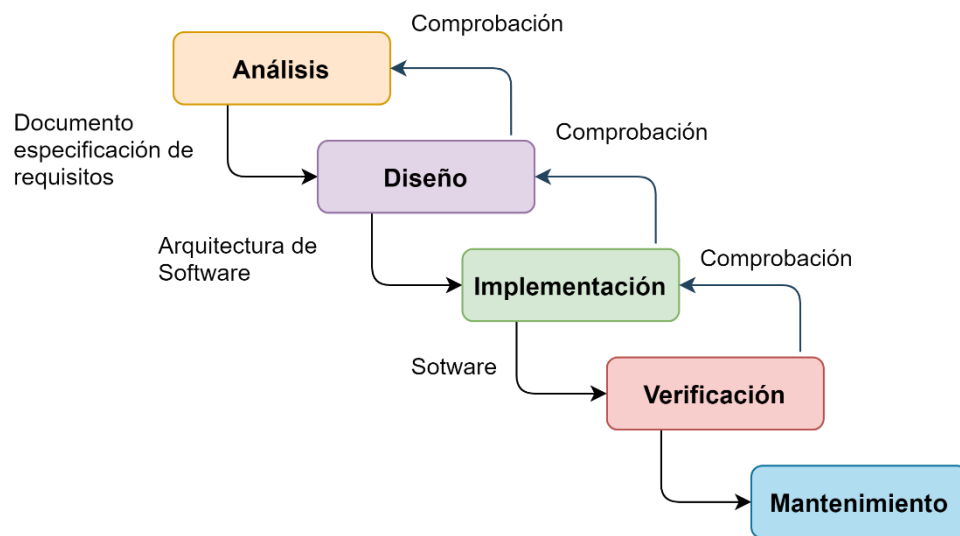 Comprobación
Análisis
Documento
especificación de
requisitos
Comprobación
Diseño
Arquitectura de
Software
Comprobación
Implementación
Sotware
Verificación
Mantenimiento